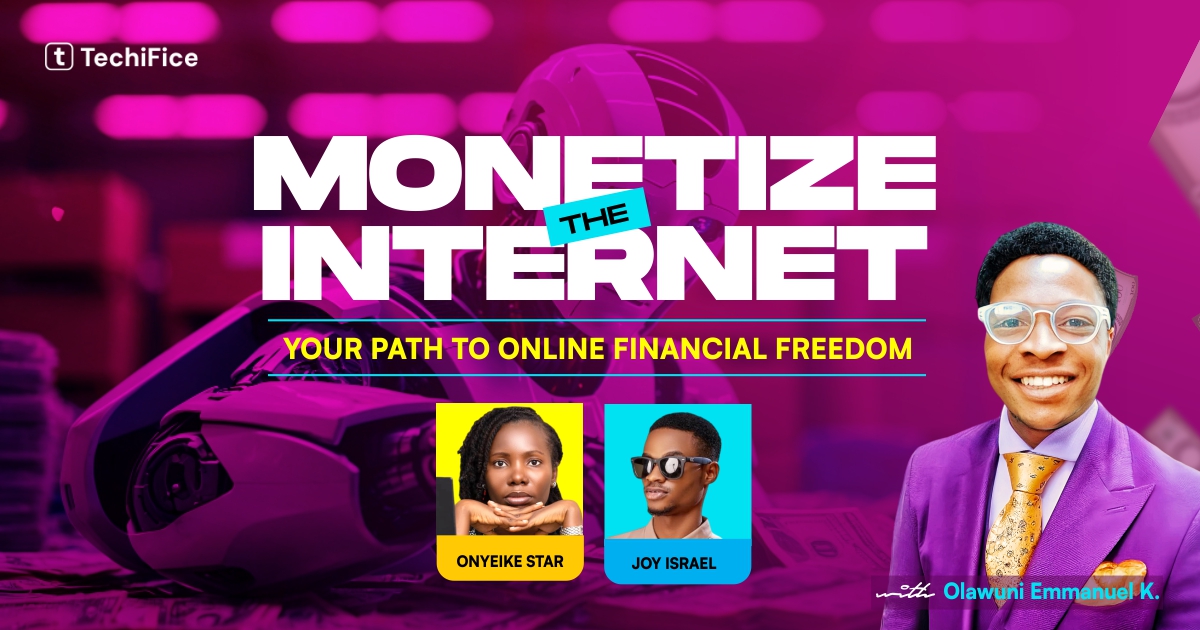 t TechiFice
MONETIZE
THE
INTERNET
YOUR PATH TO ONLINE FINANCIAL FREEDOM
ONYEIKE STAR
JOY ISRAEL
with Olawuni Emmanuel K.